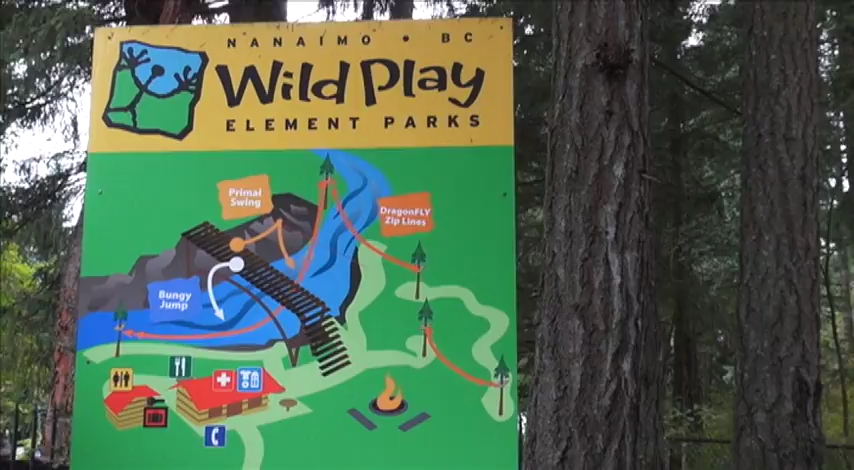 NANAIMO • BC
Wild Play
ELEMENT PARKS
Primal
Swing
DragonFLY
Zip Lines
Bungy
Jump